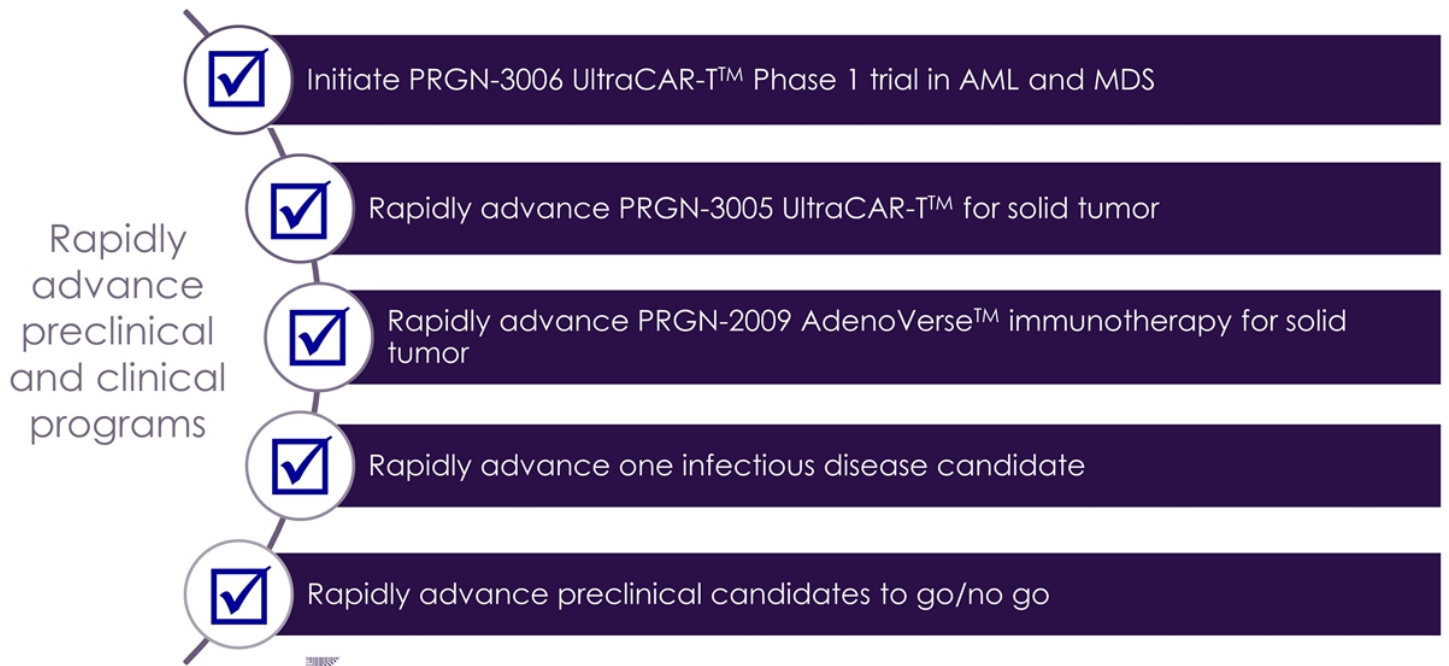 Initiate PRGN-3006 UltraCAR-T™ Phase 1 trial in AML and MDS
Rapidly advance PRGN-3005 UltraCAR-T™ for solid tumor
Rapidly
advance
preclinical
and clinical
programs
Rapidly advance PRGN-2009 AdenoVerse™ immunotherapy for solid
tumor
Rapidly advance one infectious disease candidate
Rapidly advance preclinical candidates to go/no go